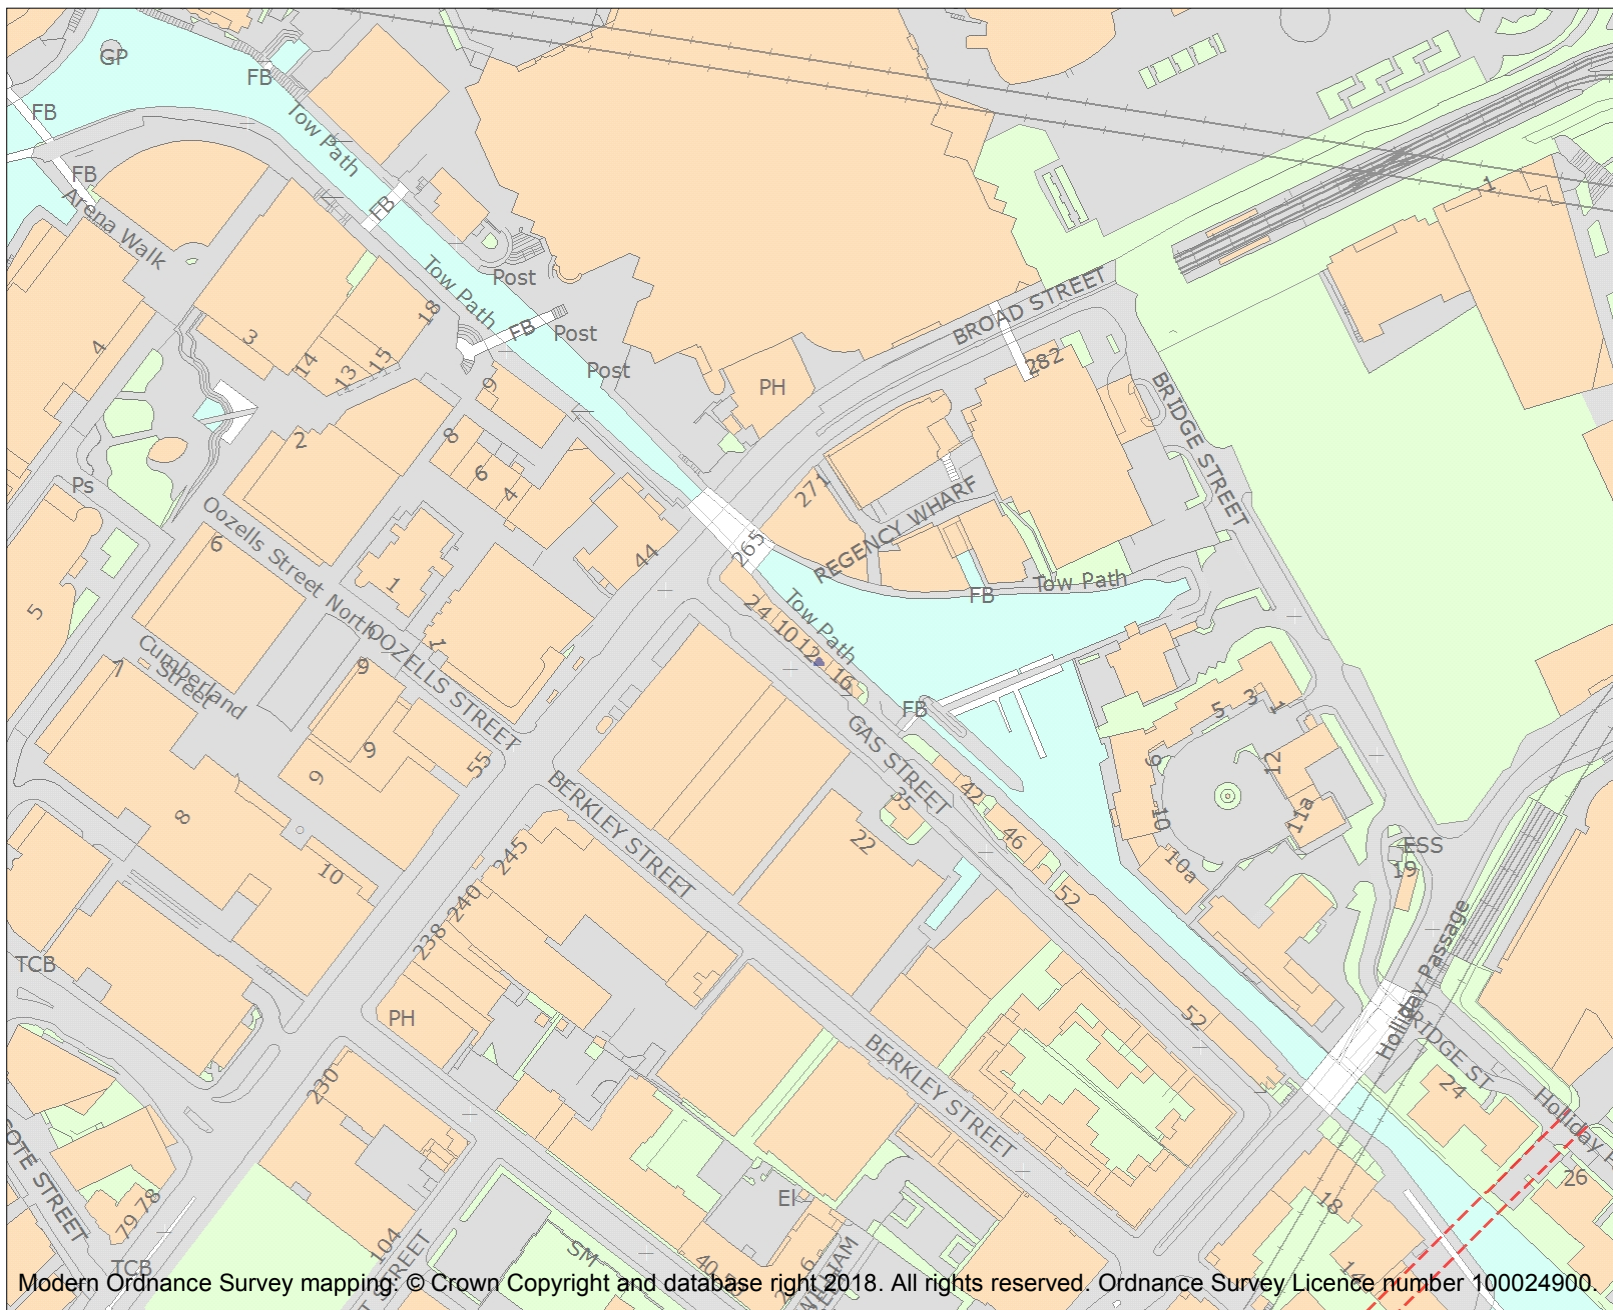 GP
FB
FB
Tow Path
FB
FB
Arena Walk
1
Tow Path
Post
FB
Post
Post
BROAD STREET
18
3
4
14
13
15
9
PH
282
BRIDGE STREET
2
8
6
4
Ps
271
REGENCY WHARF
Oozells Street North
6
265
44
1
5
FB
Tow Path
Tow Path
24
10
12
16
OOZELLS STREET
1
Cumberland
Street
7
9
9
9
55
FB
GAS STREET
5
3
1
9
12
10
11a
10a
BERKLEY STREET
35
42
46
22
8
10
245
240
238
52
ESS
19
Holliday Passage
TCB
PH
52
BERKLEY STREET
BRIDGE ST
24
230
26
18
79
78
104
EI
SM
TCB
Modern Ordnance Survey mapping: © Crown Copyright and database right 2018. All rights reserved. Ordnance Survey Licence number 100024900.